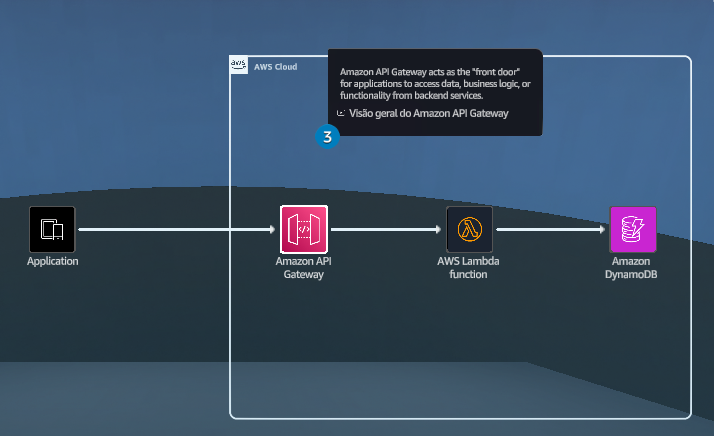 aws
AWS Cloud
Amazon API Gateway acts as the "front door"
for applications to access data, business logic, or
functionality from backend services.
Visão geral do Amazon API Gateway
3
Application
Amazon API
Gateway
AWS Lambda
function
Amazon
DynamoDB